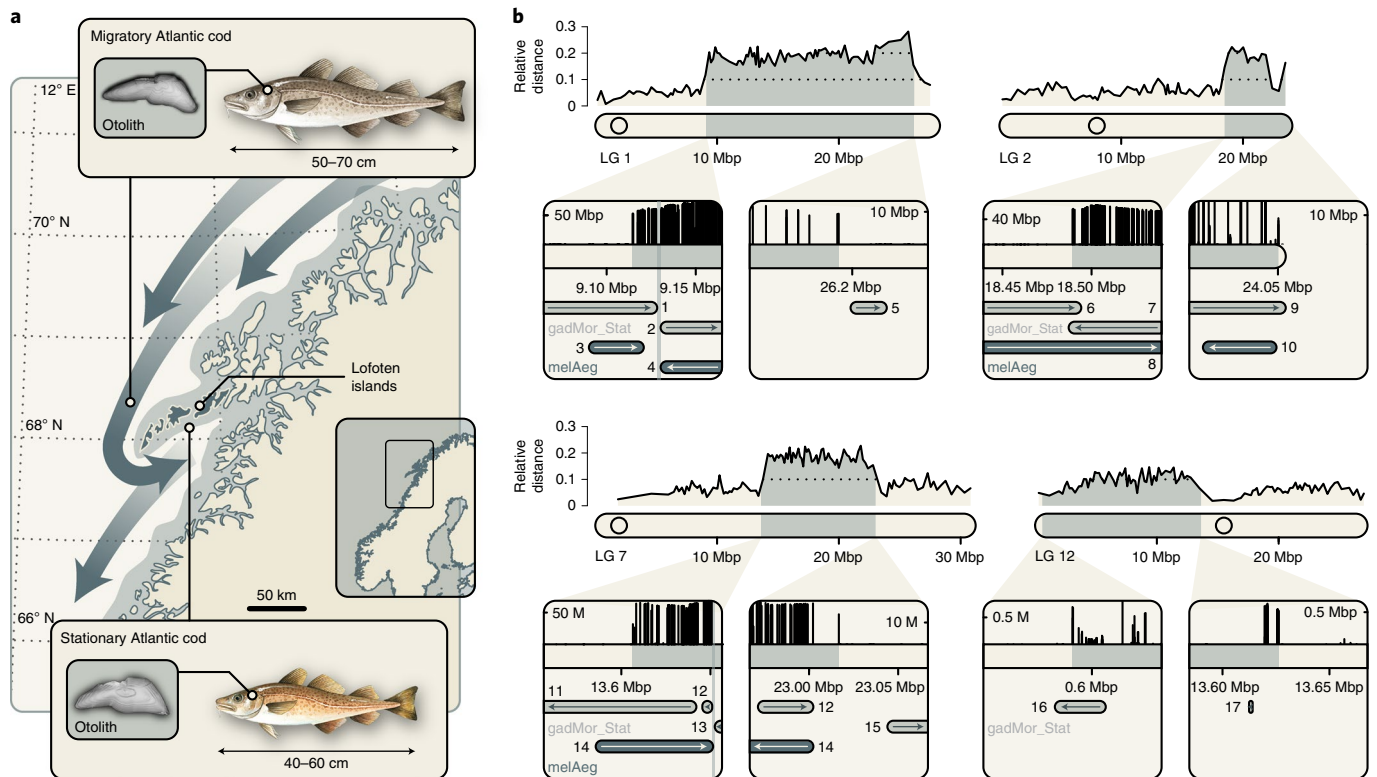 a
Migratory Atlantic cod
Otolith
50–70 cm
12° E
70° N
68° N
66° N
Lofoten
islands
50 km
Stationary Atlantic cod
Otolith
40–60 cm
b
Relative
distance
0.3
0.2
0.1
0
LG 1
10 Mbp
20 Mbp
LG 2
10 Mbp
20 Mbp
50 Mbp
9.10 Mbp
9.15 Mbp
1
gadMor_Stat
2
3
melAeg
4
10 Mbp
26.2 Mbp
5
40 Mbp
18.45 Mbp
18.50 Mbp
6
7
gadMor_Stat
melAeg
8
10 Mbp
24.05 Mbp
9
10
Relative
distance
0.3
0.2
0.1
0
LG 7
10 Mbp
20 Mbp
30 Mbp
LG 12
10 Mbp
20 Mbp
50 M
13.6 Mbp
11
12
gadMor_Stat
13
14
melAeg
10 M
23.00 Mbp
23.05 Mbp
12
15
14
0.5 M
0.6 Mbp
16
gadMor_Stat
0.5 Mbp
13.60 Mbp
13.65 Mbp
17